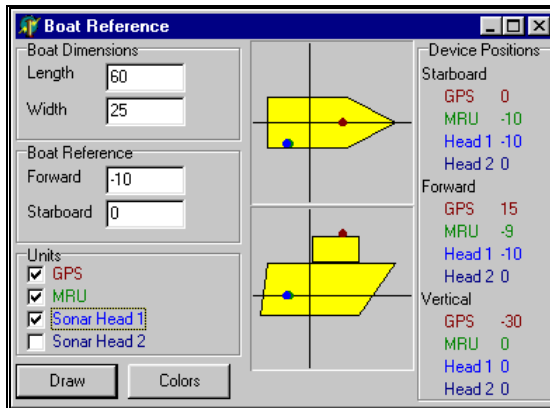 Boat Reference
Boat Dimensions
Length 60
Width 25
Boat Reference
Forward -10
Starboard 0
Units
GPS
MRU
Sonar Head 1
Sonar Head 2
Draw Colors
Device Positions
Starboard
GPS 0
MRU -10
Head 1 -10
Head 2 0
Forward
GPS 15
MRU -9
Head 1 -10
Head 2 0
Vertical
GPS -30
MRU 0
Head 1 0
Head 2 0